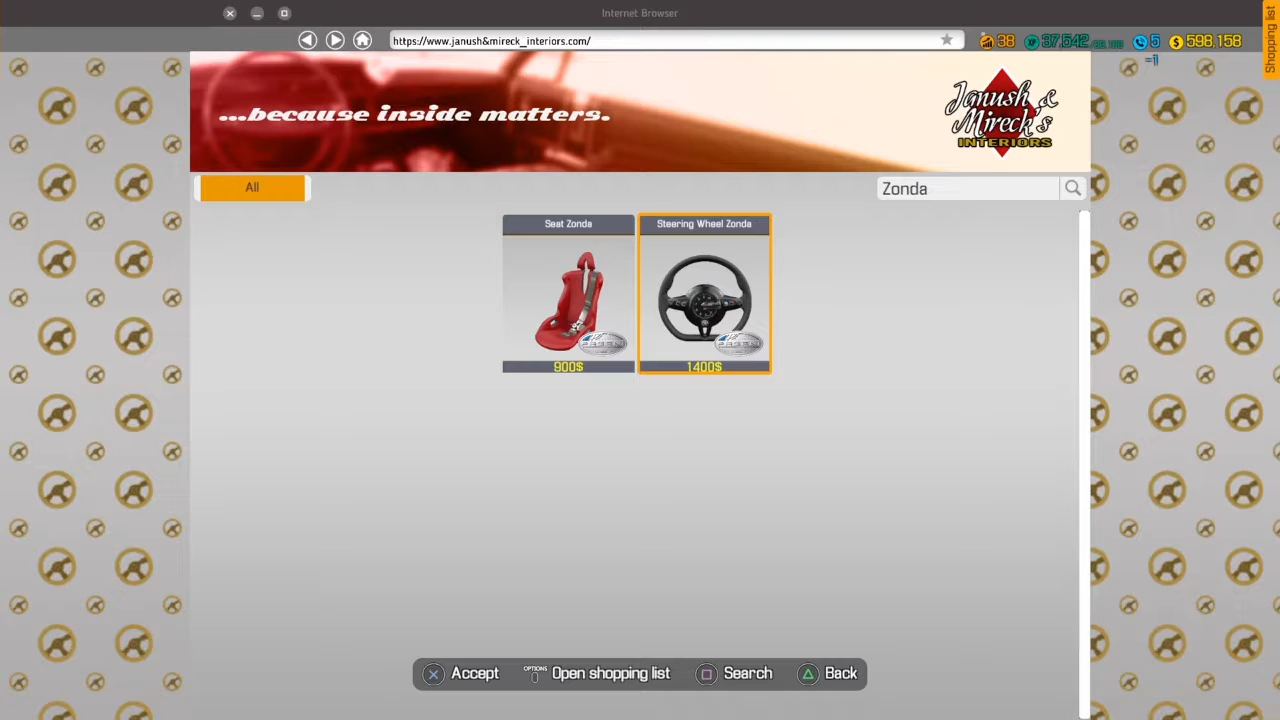 Internet Browser
https://www.janush&mireck_interiors.com/
38
37.542
5
598.158
Shopping list
...because inside matters.
Janush &
Mireck's
INTERIORS
All
Zonda
Seat Zonda
Steering Wheel Zonda
900$
1400$
Accept
OPTIONS
Open shopping list
Search
Back